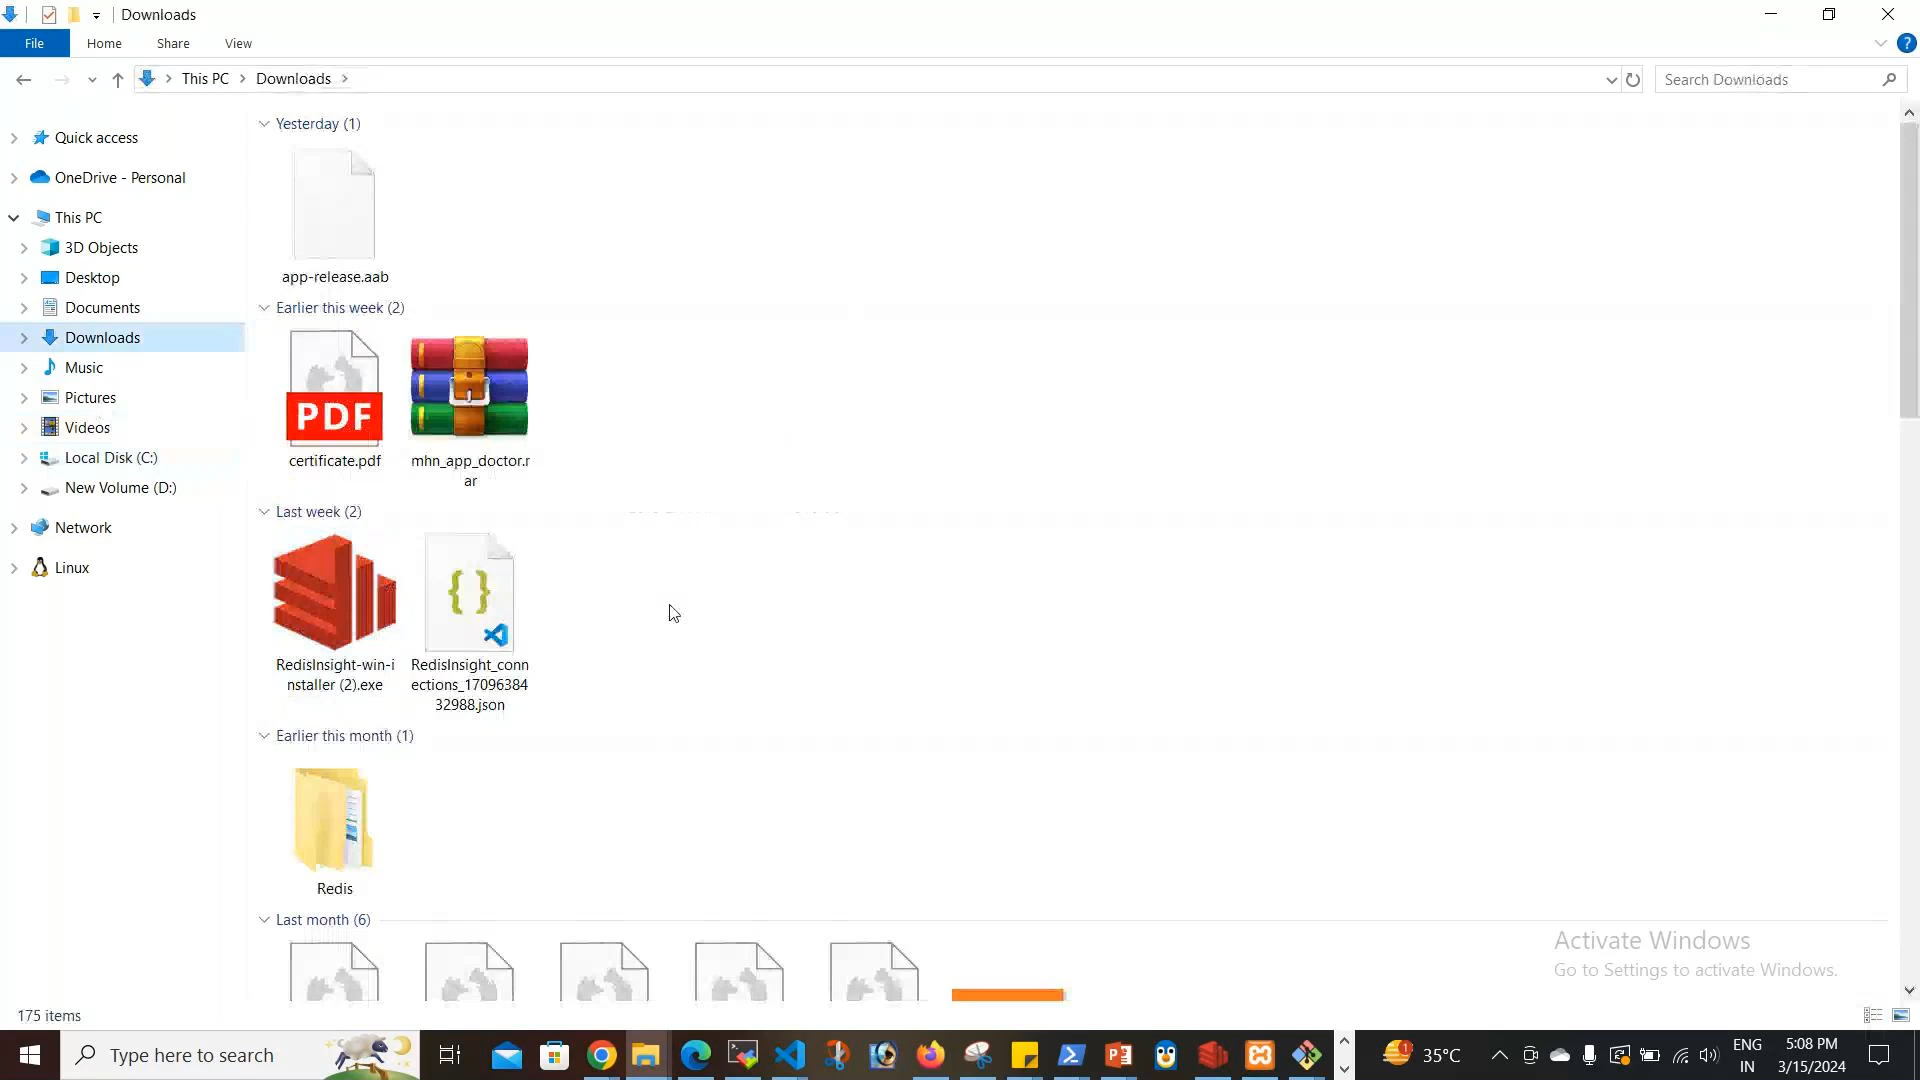 Downloads
File Home Share View
This PC Downloads
Search Downloads
Quick access
OneDrive - Personal
This PC
3D Objects
Desktop
Documents
Downloads
Music
Pictures
Videos
Local Disk (C:)
New Volume (D:)
Network
Linux
Yesterday (1)
app-release.aab
Earlier this week (2)
PDF
certificate.pdf
mhn_app_doctor.r
ar
Last week (2)
RedisInsight-win-i
nstaller (2).exe
RedisInsight_conn
ections_17096384
32988.json
Earlier this month (1)
Redis
Last month (6)
Activate Windows
Go to Settings to activate Windows.
175 items
Type here to search
35°C
ENG
IN
5:08 PM
3/15/2024